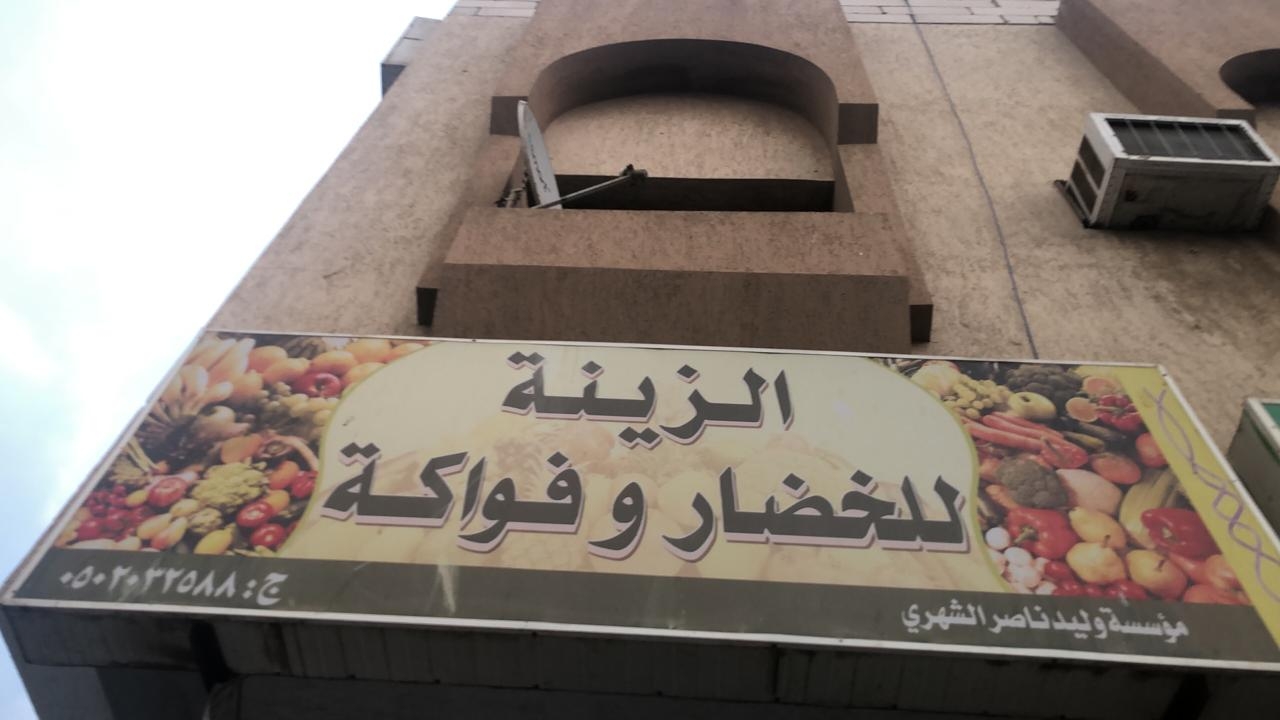 الزينة
للخضار و فواكة
مؤسسة وليد ناصر الشهري
ج : ٠٥٠٢٠٣٢٥٨٨